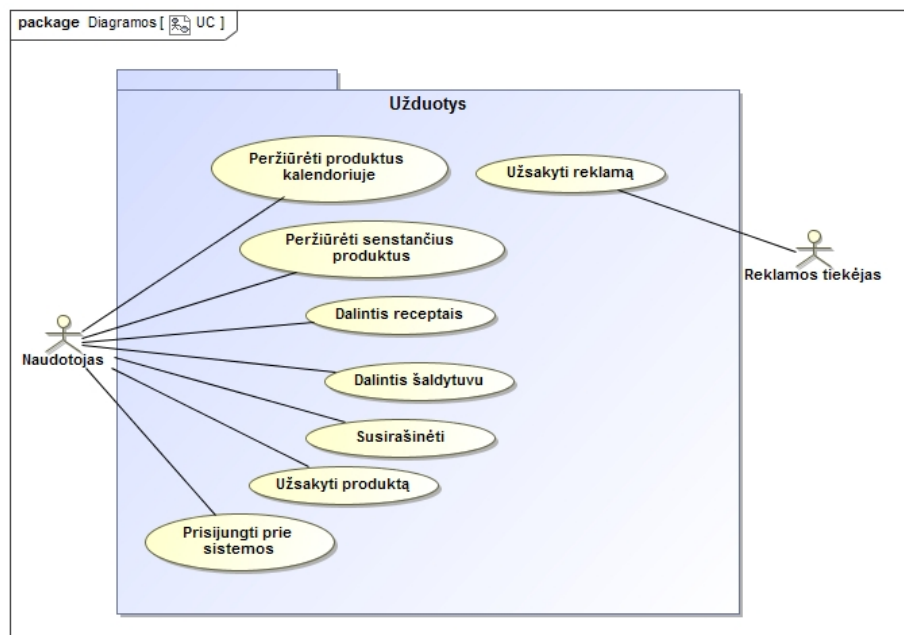 package Diagramos [ UC ]
Užduotys
Peržiūrėti produktus
kalendoriuje
Užsakyti reklamą
Peržiūrėti senstančius
produktus
Reklamos tiekėjas
Dalintis receptais
Naudotojas
Dalintis šaldytuvu
Susirašinėti
Užsakyti produktą
Prisijungti prie
sistemos